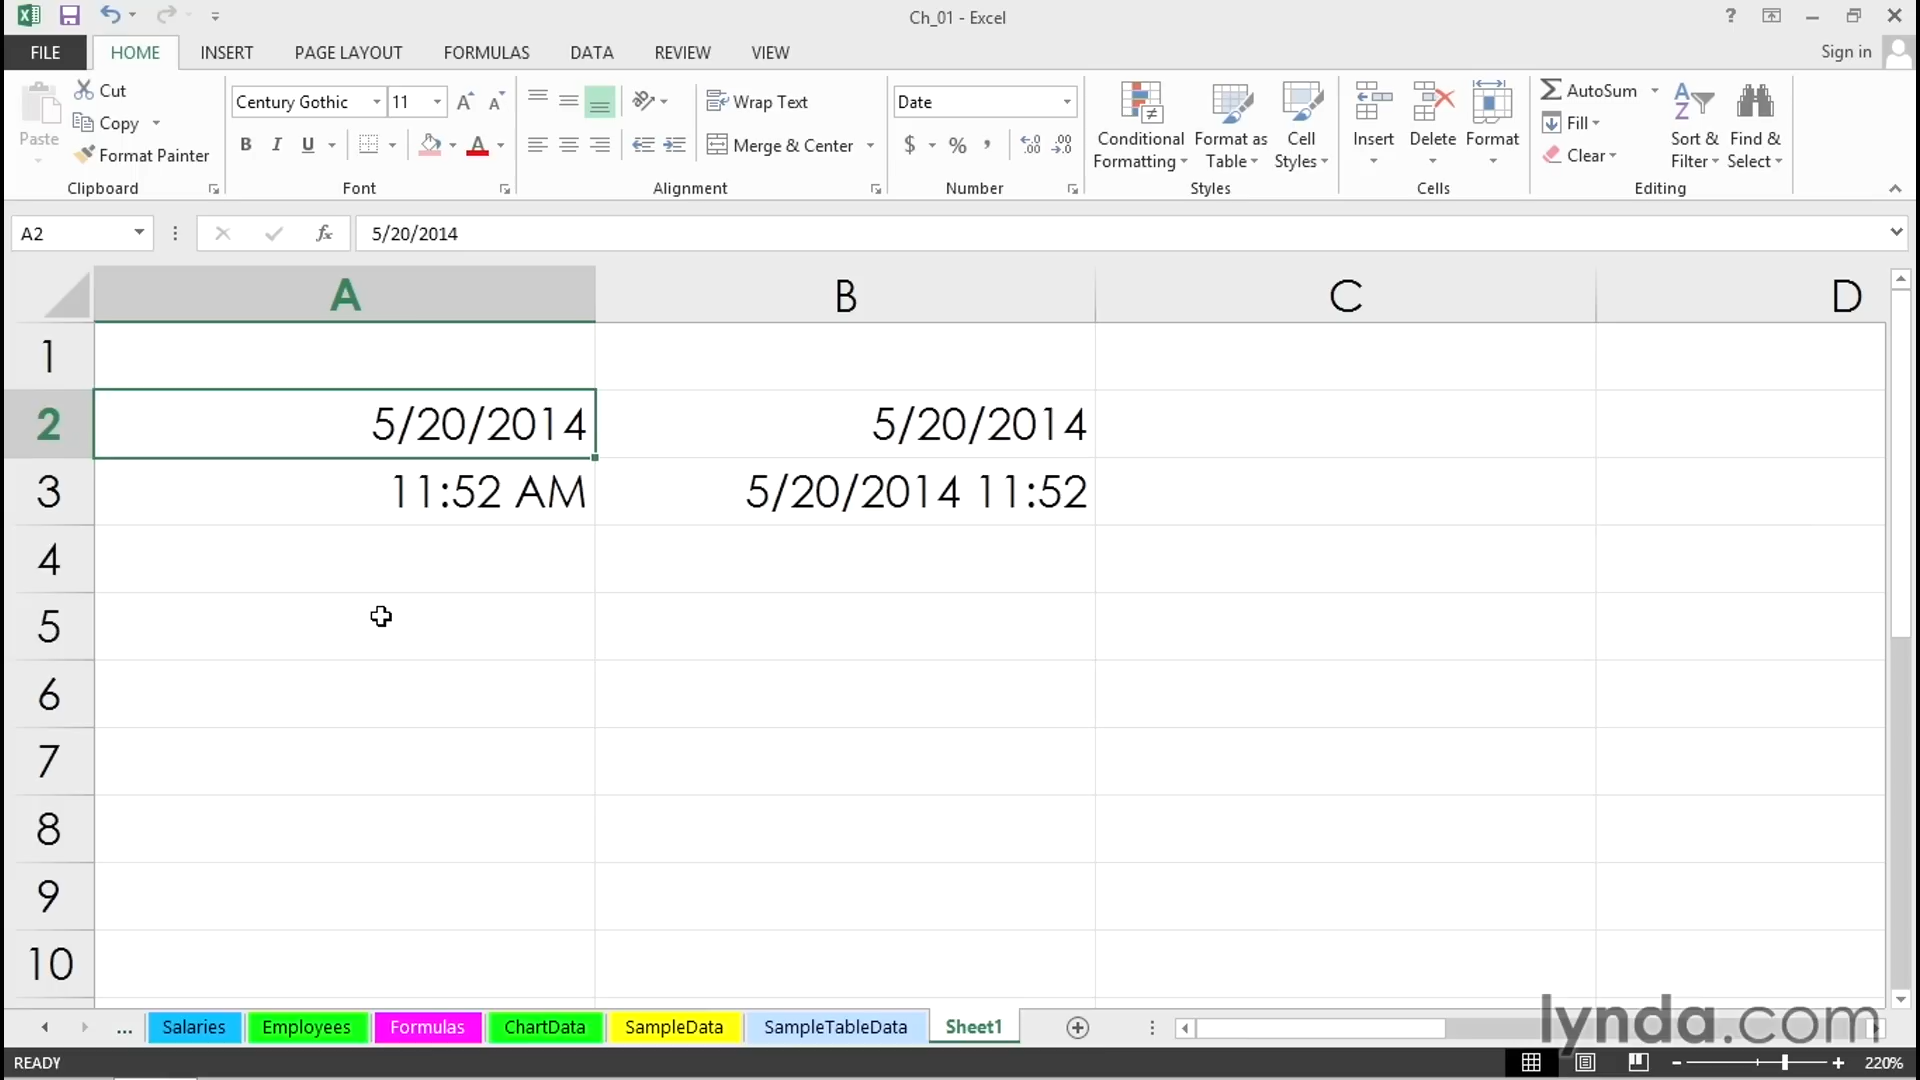 Ch_01 - Excel
?
FILE HOME INSERT PAGE LAYOUT FORMULAS DATA REVIEW VIEW Sign in
Paste
Cut
Copy
Format Painter
Clipboard
Century Gothic 11
B I U
Font
Wrap Text
Merge & Center
Alignment
Date
$ % ,
Number
Conditional
Formatting
Format as
Table
Cell
Styles
Styles
Insert
Delete
Format
Cells
AutoSum
Fill
Clear
Sort &
Filter
Find &
Select
Editing
A2 fx 5/20/2014
A B C D
1
2 5/20/2014 5/20/2014
3 11:52 AM 5/20/2014 11:52
4
5
6
7
8
9
10
... Salaries Employees Formulas ChartData SampleData SampleTableData Sheet1
lynda.com
READY 220%